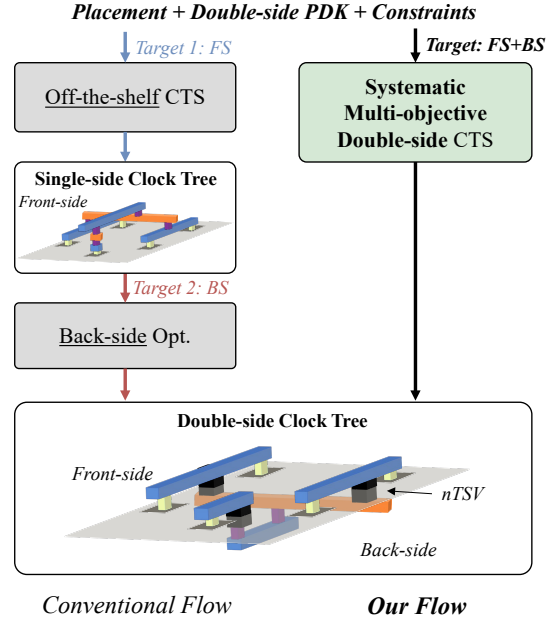 Placement + Double-side PDK + Constraints
Target 1: FS
Target: FS+BS
Off-the-shelf CTS
Systematic
Multi-objective
Double-side CTS
Single-side Clock Tree
Front-side
Target 2: BS
Back-side Opt.
Double-side Clock Tree
Front-side
nTSV
Back-side
Conventional Flow
Our Flow